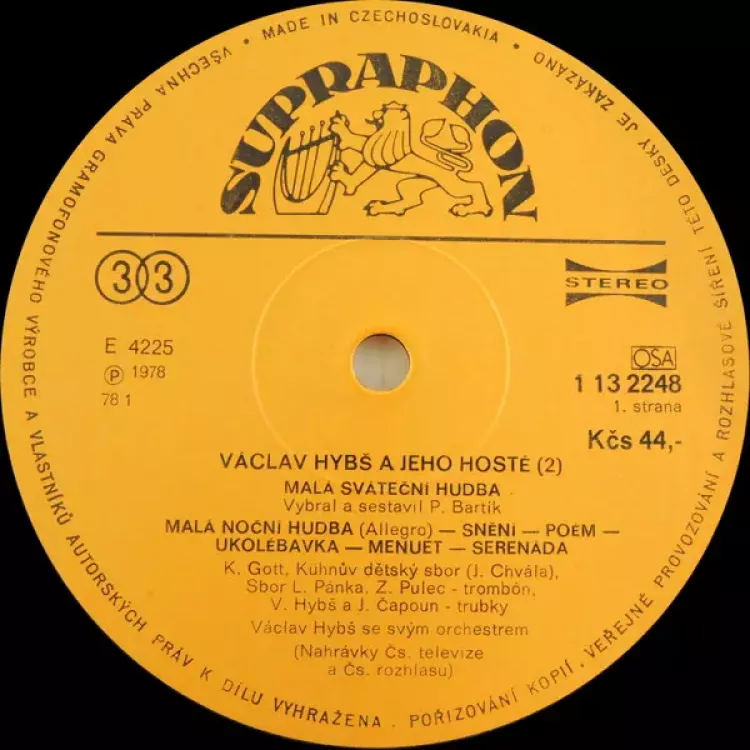 MADE IN CZECHOSLOVAKIA · VŠECHNA PRÁVA GRAMOFONOVÉHO VÝROBCE A VLASTNÍKŮ AUTORSKÝCH PRÁV K DÍLU VYHRAŽENA . POŘIZOVÁNÍ KOPIÍ, VEŘEJNÉ PROVOZOVÁNÍ A ROZHLASOVÉ ŠÍŘENÍ TÉTO DESKY JE ZAKÁZÁNO
SUPRAPHON
33
STEREO
E 4225
℗ 1978
78 1
OSA
1 13 2248
1. strana
Kčs 44,-
VÁCLAV HYBŠ A JEHO HOSTÉ (2)
MALÁ SVÁTEČNÍ HUDBA
Vybral a sestavil P. Bartík
MALÁ NOČNÍ HUDBA (Allegro) — SNĚNÍ — POÉM —
UKOLÉBAVKA — MENUET — SERENÁDA
K. Gott, Kühnův dětský sbor (J. Chvála),
Sbor L. Pánka, Z. Pulec - trombón,
V. Hybš a J. Čapoun - trubky
Václav Hybš se svým orchestrem
(Nahrávky Čs. televize
a Čs. rozhlasu)